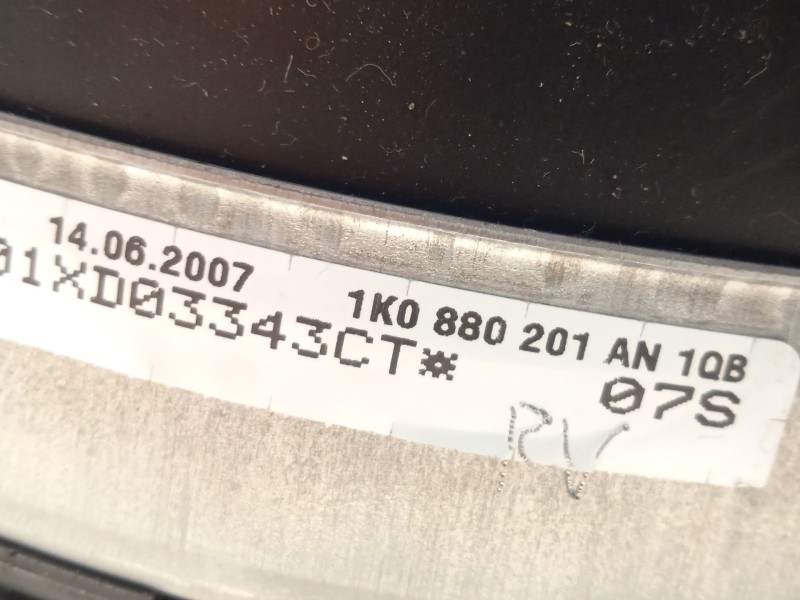 14.06.2007
1K0 880 201 AN 1QB
01XD03343CT*
07S
RV